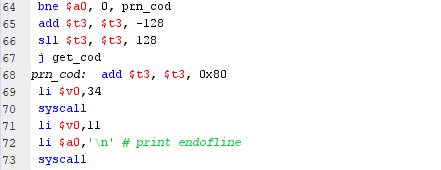 64 bne $a0, 0, prn_cod
65 add $t3, $t3, -128
66 sll $t3, $t3, 128
67 j get_cod
68 prn_cod: add $t3, $t3, 0x80
69 li $v0,34
70 syscall
71 li $v0,11
72 li $a0,'\n' # print endofline
73 syscall